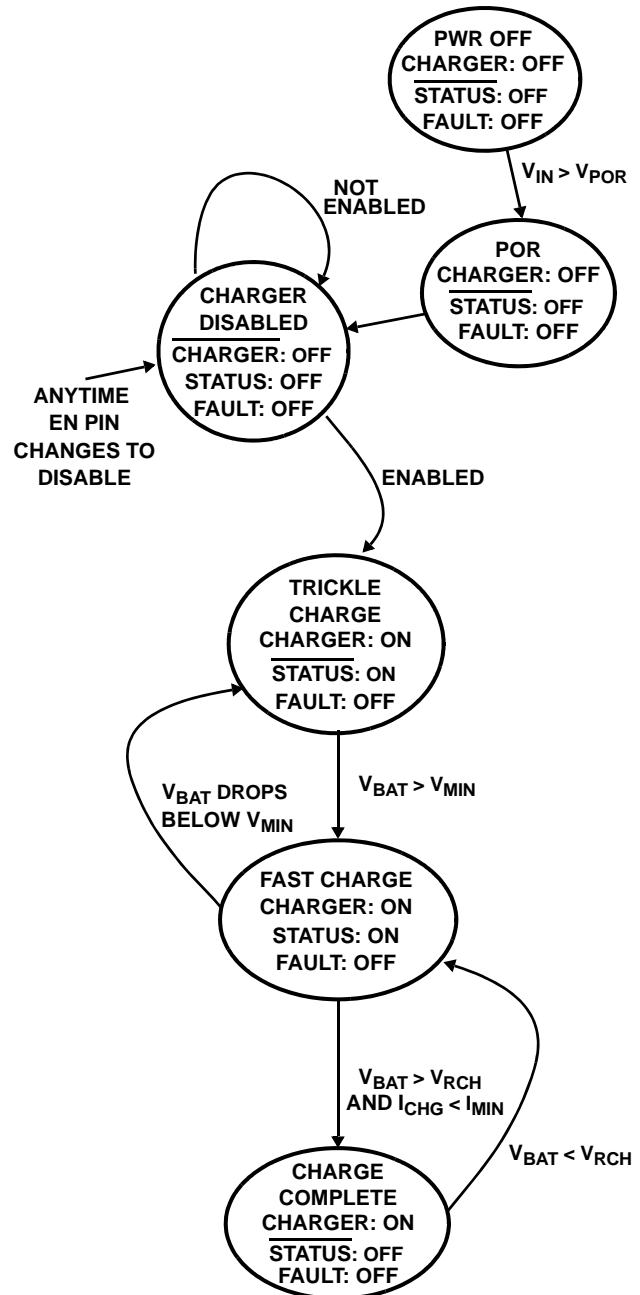 PWR OFF
CHARGER: OFF
STATUS: OFF
FAULT: OFF
VIN > VPOR
POR
CHARGER: OFF
STATUS: OFF
FAULT: OFF
NOT
ENABLED
CHARGER
DISABLED
CHARGER: OFF
STATUS: OFF
FAULT: OFF
ANYTIME
EN PIN
CHANGES TO
DISABLE
ENABLED
TRICKLE
CHARGE
CHARGER: ON
STATUS: ON
FAULT: OFF
VBAT DROPS
BELOW VMIN
VBAT > VMIN
FAST CHARGE
CHARGER: ON
STATUS: ON
FAULT: OFF
VBAT > VRCH
AND ICHG < IMIN
VBAT < VRCH
CHARGE
COMPLETE
CHARGER: ON
STATUS: OFF
FAULT: OFF